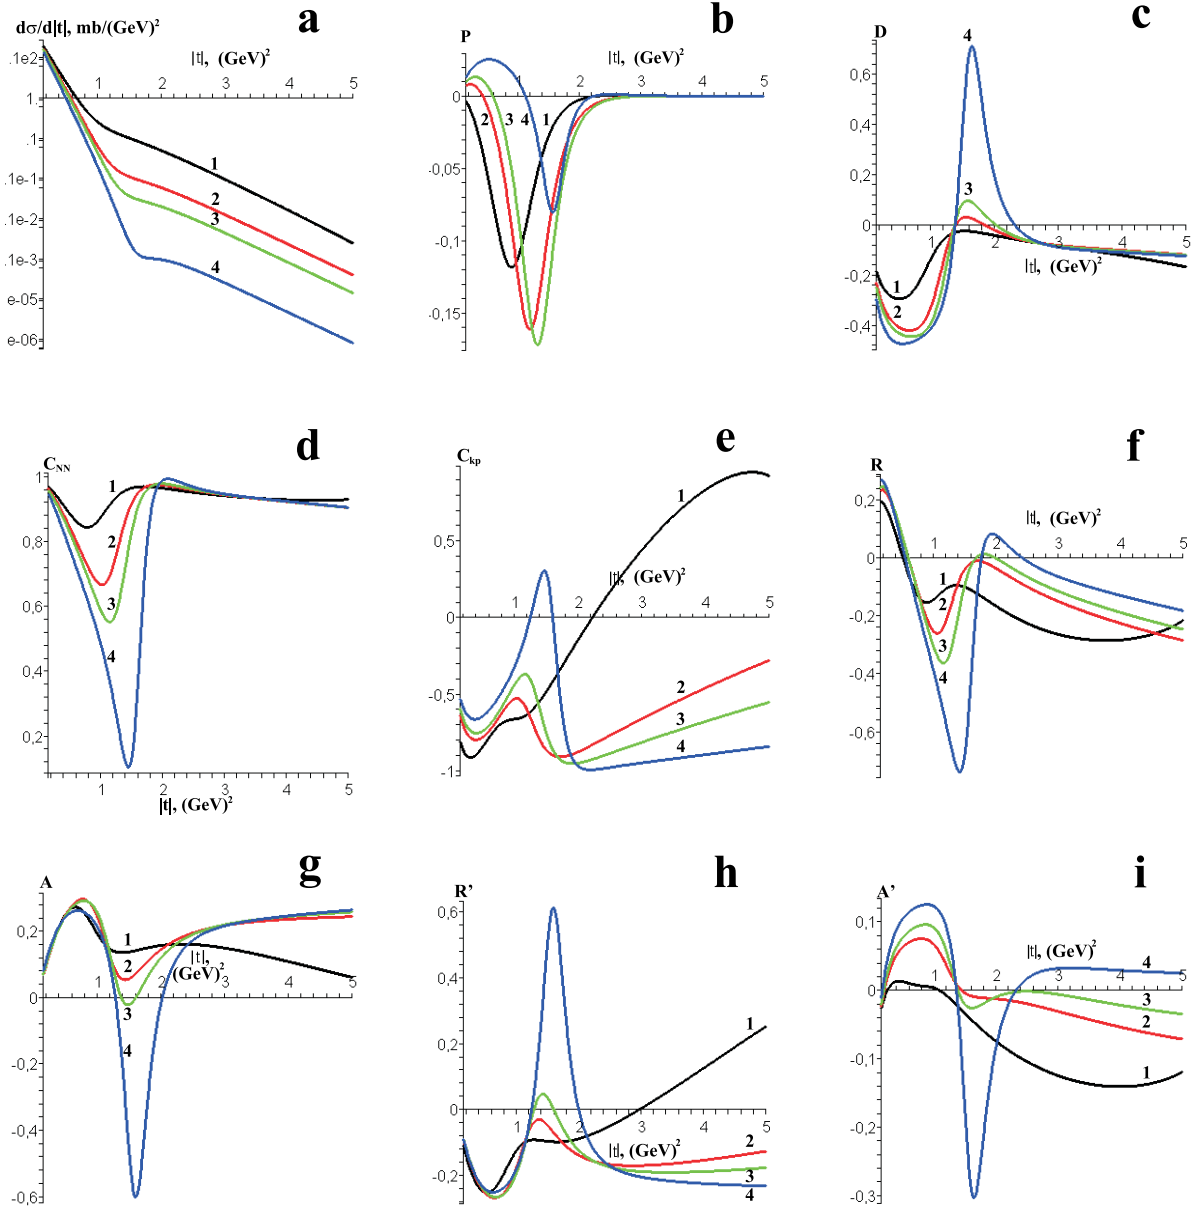 a
dσ/d|t|, mb/(GeV)²
|t|, (GeV)²
.1e2
1
.1
.1e-1
.1e-2
.1e-3
e-05
e-06
1 2 3 4 5
1
2
3
4
b
P
|t|, (GeV)²
0
-0,05
-0,1
-0,15
1 2 3 4 5
2 3 4 1
c
D
4
0,6
0,4
0,2
0
-0,2
-0,4
1 2 3 4 5
|t|, (GeV)²
3
1
2
d
C_NN
1
0,8
0,6
0,4
0,2
1 2 3 4 5
|t|, (GeV)²
1
2
3
4
e
C_kp
0,5
0
-0,5
-1
|t|, (GeV)²
1 2 3 4 5
1
2
3
4
f
R
0,2
0
-0,2
-0,4
-0,6
|t|, (GeV)²
1 2 3 4 5
1
2
3
4
g
A
0,2
0
-0,2
-0,4
-0,6
|t|,
(GeV)²
1 2 3 4 5
1
2
3
4
h
R’
0,6
0,4
0,2
0
-0,2
1 2 3 4 5
|t|, (GeV)²
1
2
3
4
i
A’
0,1
0
-0,1
-0,2
-0,3
|t|, (GeV)²
1 2 3 4 5
4
3
2
1